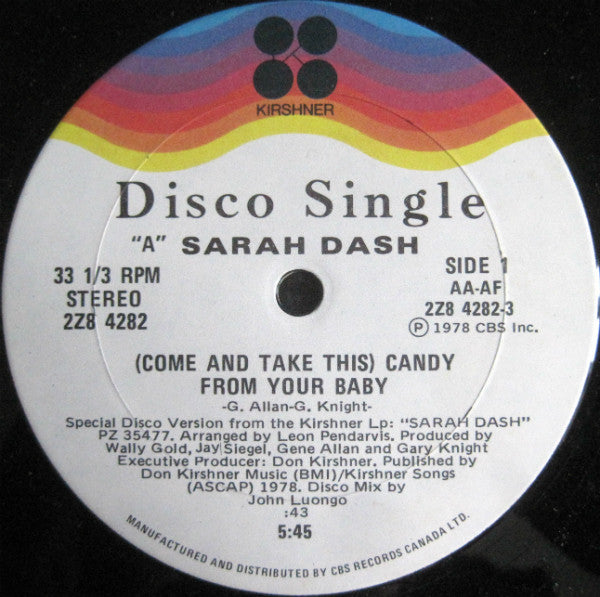 KIRSHNER
Disco Single
"A" SARAH DASH
33 1/3 RPM
STEREO
2Z8 4282
SIDE 1
AA-AF
2Z8 4282-3
Ⓟ 1978 CBS Inc.
(COME AND TAKE THIS) CANDY
FROM YOUR BABY
-G. Allan-G. Knight-
Special Disco Version from the Kirshner Lp: "SARAH DASH"
PZ 35477. Arranged by Leon Pendarvis. Produced by
Wally Gold, Jay Siegel, Gene Allan and Gary Knight
Executive Producer: Don Kirshner. Published by
Don Kirshner Music (BMI)/Kirshner Songs
(ASCAP) 1978. Disco Mix by
John Luongo
:43
5:45
MANUFACTURED AND DISTRIBUTED BY CBS RECORDS CANADA LTD.